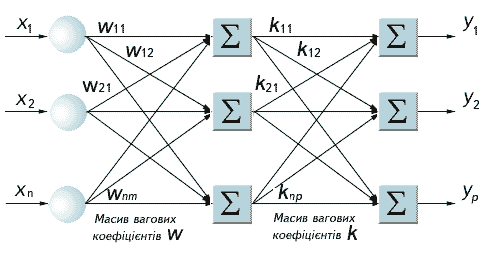 x1 w11 Σ k11 Σ y1
w12 k12
w21 k21
x2 Σ Σ y2
xn wnm Σ knp Σ yp
Масив вагових
коефіцієнтів w
Масив вагових
коефіцієнтів k